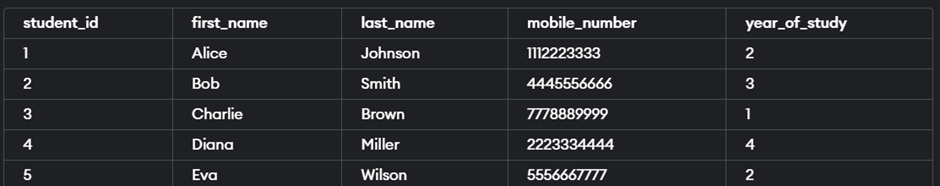 student_id first_name last_name mobile_number year_of_study
1 Alice Johnson 1112223333 2
2 Bob Smith 4445556666 3
3 Charlie Brown 7778889999 1
4 Diana Miller 2223334444 4
5 Eva Wilson 5556667777 2